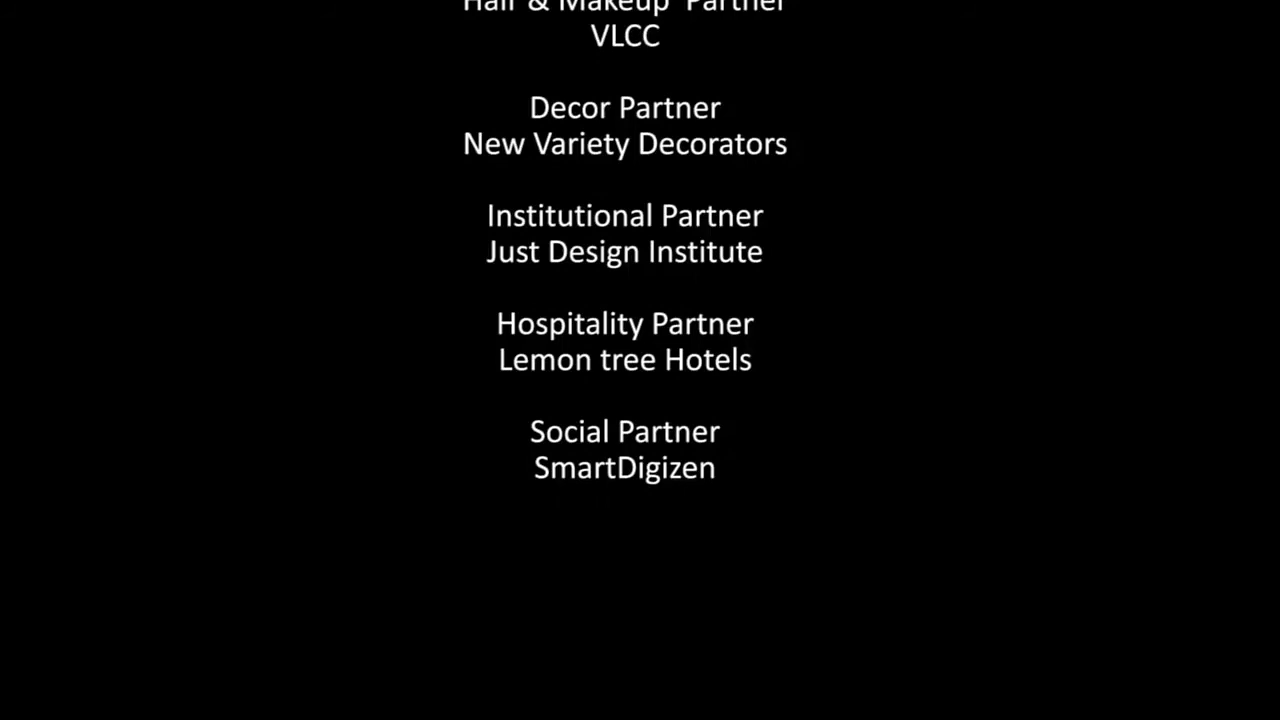 Hair & Makeup Partner
VLCC
Decor Partner
New Variety Decorators
Institutional Partner
Just Design Institute
Hospitality Partner
Lemon tree Hotels
Social Partner
SmartDigizen